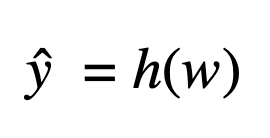 ŷ = h(w)